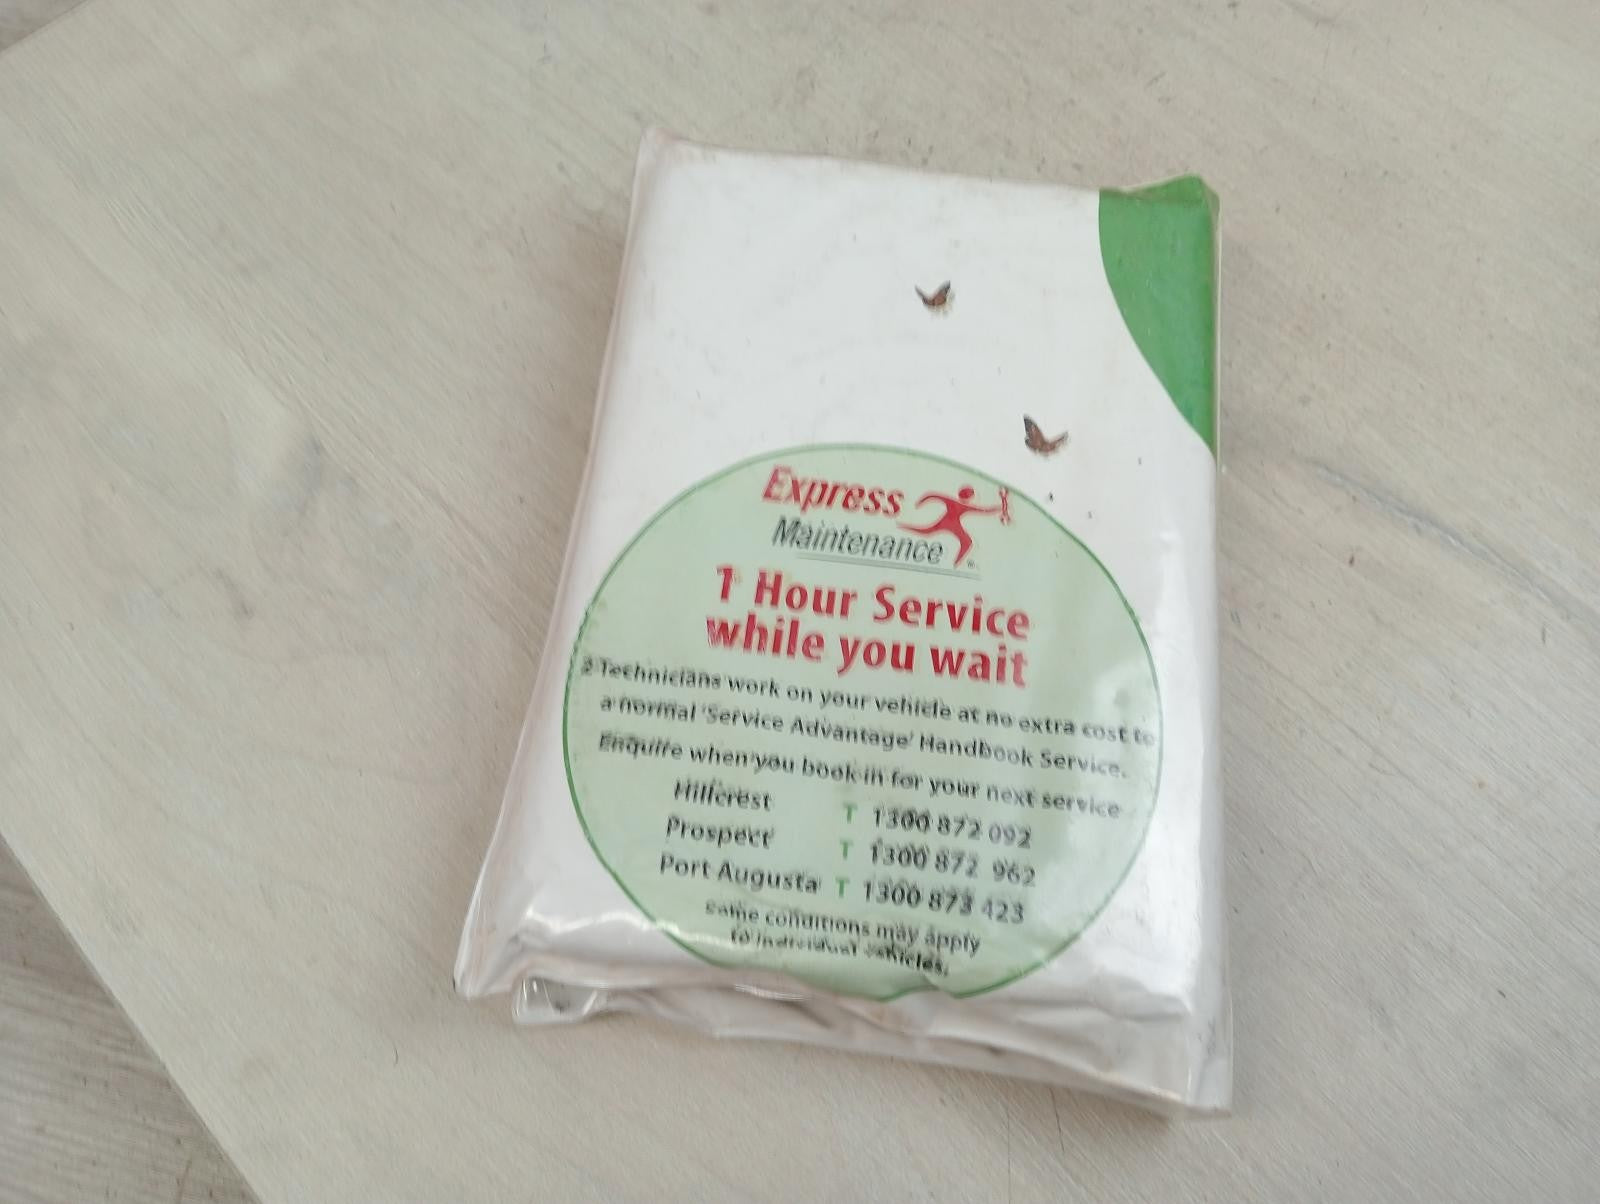 Express
Maintenance
1 Hour Service
while you wait
2 Technicians work on your vehicle at no extra cost to
a normal 'Service Advantage' Handbook Service.
Enquire when you book in for your next service
Hillcrest T 1300 872 092
Prospect T 1300 872 962
Port Augusta T 1300 873 423
same conditions may apply
to individual vehicles.